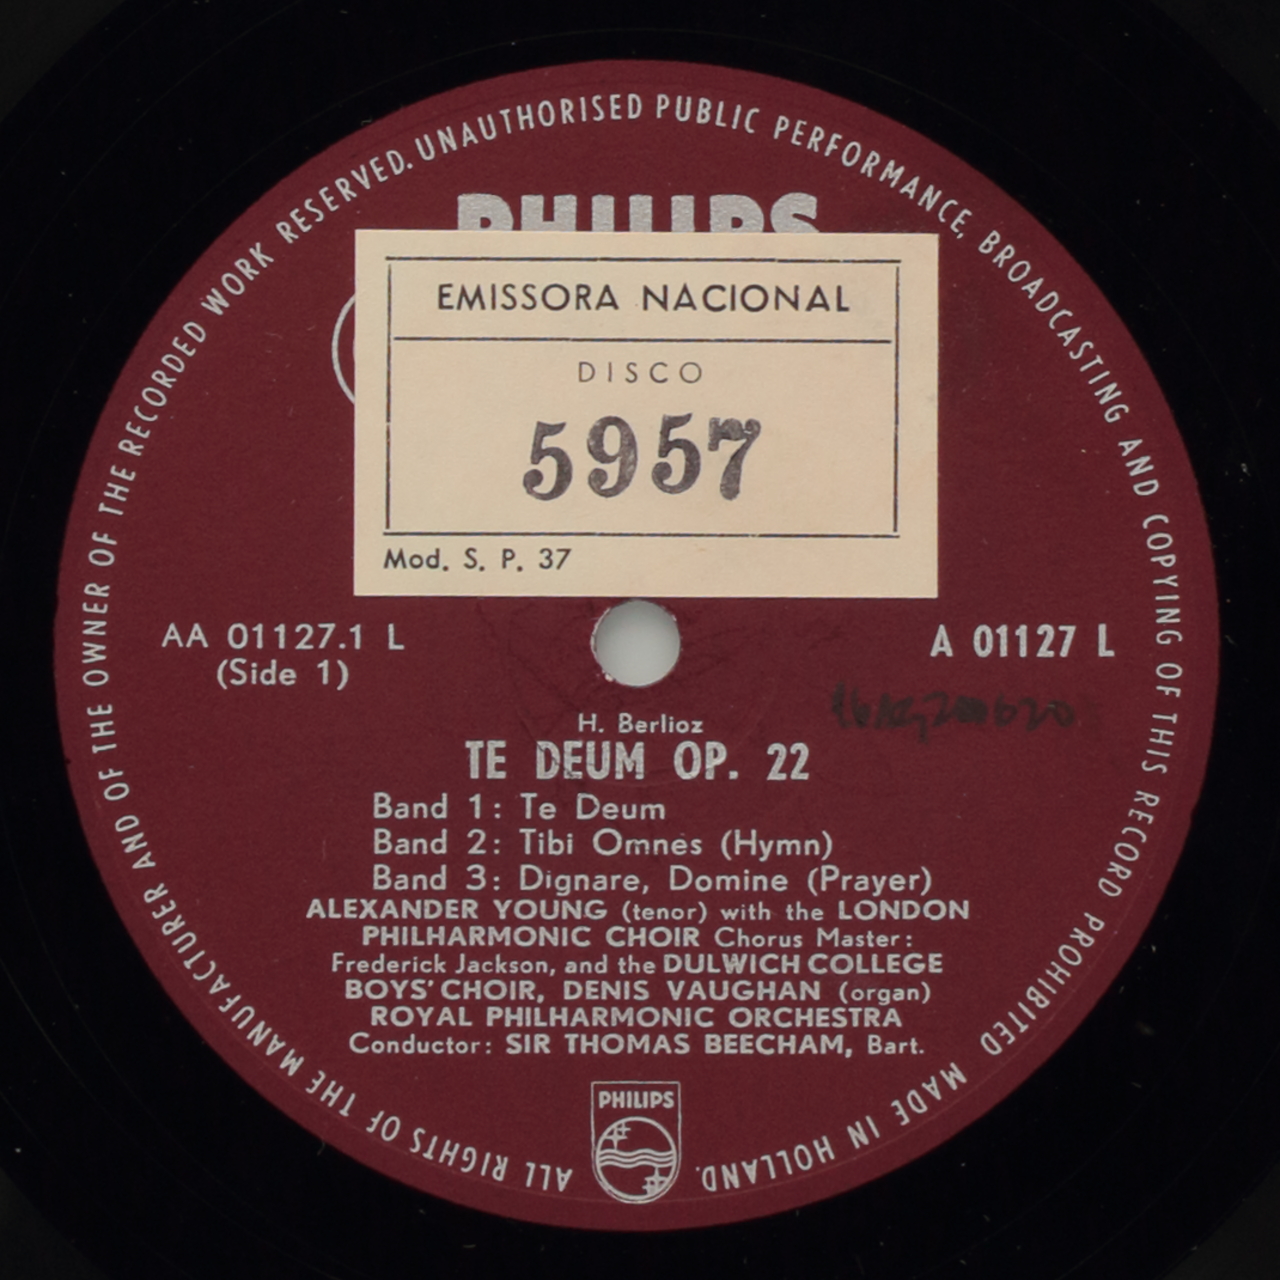 ALL RIGHTS OF THE MANUFACTURER AND OF THE OWNER OF THE RECORDED WORK RESERVED. UNAUTHORISED PUBLIC PERFORMANCE, BROADCASTING AND COPYING OF THIS RECORD PROHIBITED MADE IN HOLLAND.
PHILIPS
EMISSORA NACIONAL
DISCO
5957
Mod. S. P. 37
AA 01127.1 L
(Side 1)
A 01127 L
H. Berlioz
TE DEUM OP. 22
Band 1: Te Deum
Band 2: Tibi Omnes (Hymn)
Band 3: Dignare, Domine (Prayer)
ALEXANDER YOUNG (tenor) with the LONDON
PHILHARMONIC CHOIR Chorus Master:
Frederick Jackson, and the DULWICH COLLEGE
BOYS' CHOIR, DENIS VAUGHAN (organ)
ROYAL PHILHARMONIC ORCHESTRA
Conductor: SIR THOMAS BEECHAM, Bart.
PHILIPS